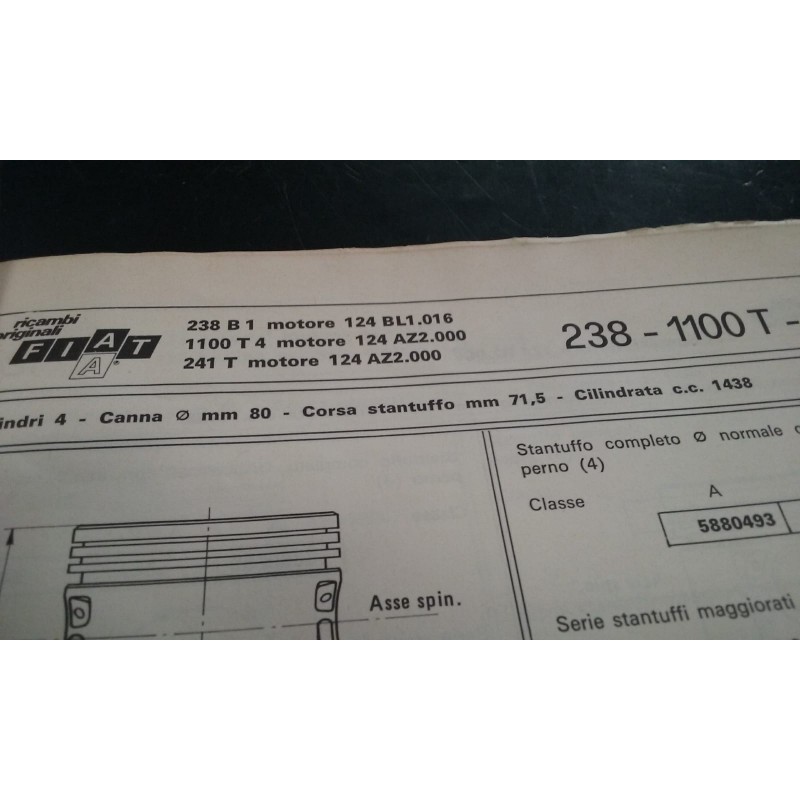 ricambi
originali
FIAT
A®
238 B 1 motore 124 BL1.016
1100 T 4 motore 124 AZ2.000
241 T motore 124 AZ2.000
238 - 1100 T -
indri 4 - Canna Ø mm 80 - Corsa stantuffo mm 71,5 - Cilindrata c.c. 1438
Stantuffo completo Ø normale
perno (4)
Classe
A
5880493
Asse spin.
Serie stantuffi maggiorati